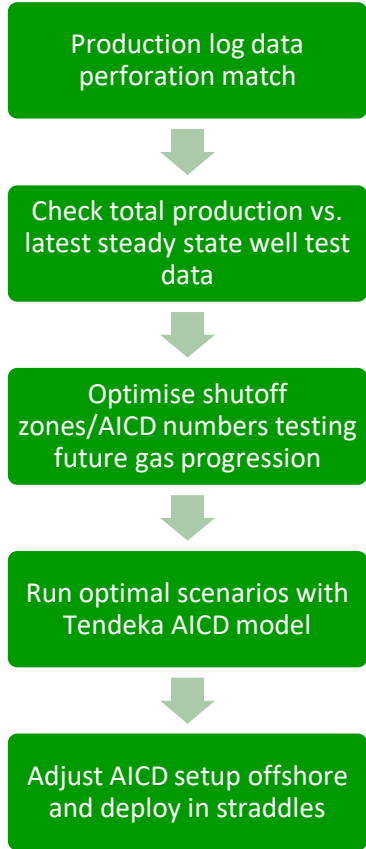 Production log data
perforation match
Check total production vs.
latest steady state well test
data
Optimise shutoff
zones/AICD numbers testing
future gas progression
Run optimal scenarios with
Tendeka AICD model
Adjust AICD setup offshore
and deploy in straddles